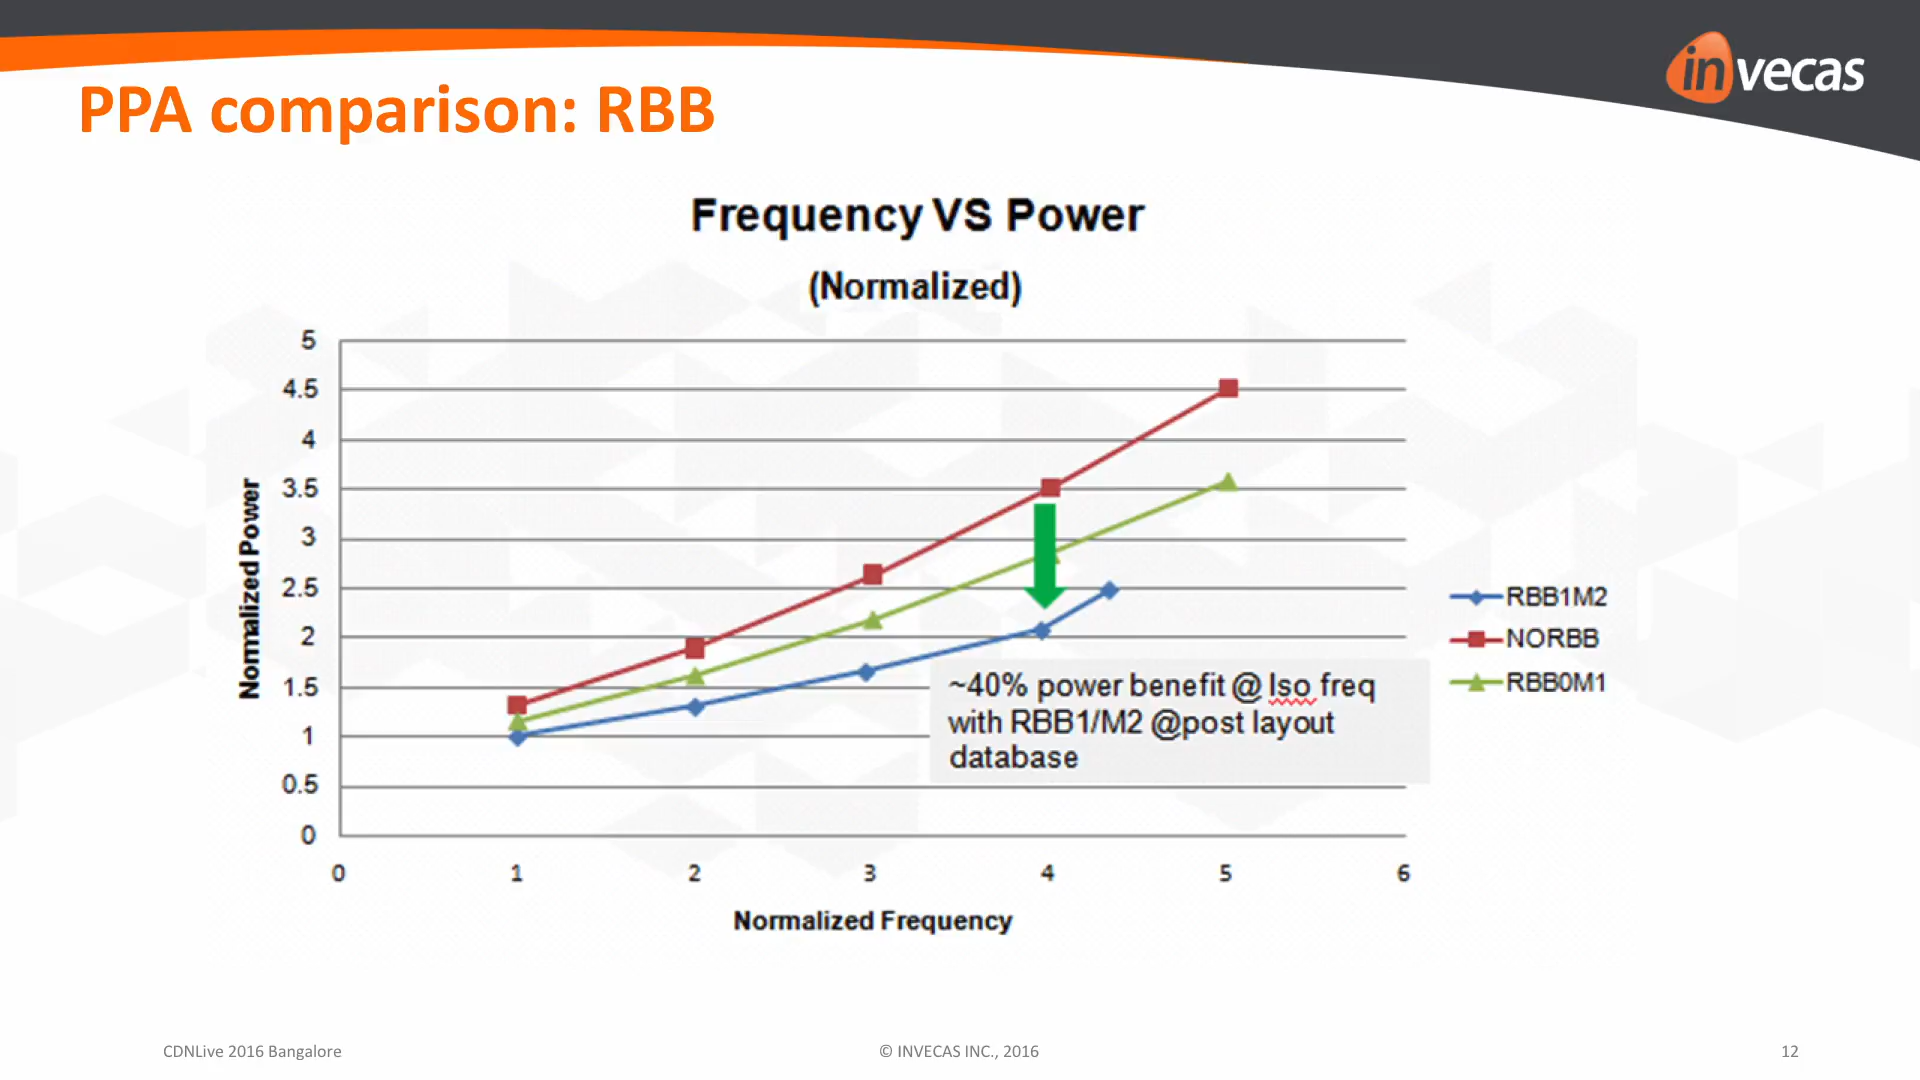 invecas
PPA comparison: RBB
Frequency VS Power
(Normalized)
5
4.5
4
3.5
3
2.5
2
1.5
1
0.5
0
Normalized Power
0 1 2 3 4 5 6
Normalized Frequency
~40% power benefit @ Iso freq
with RBB1/M2 @post layout
database
RBB1M2
NORBB
RBB0M1
CDNLive 2016 Bangalore
© INVECAS INC., 2016
12